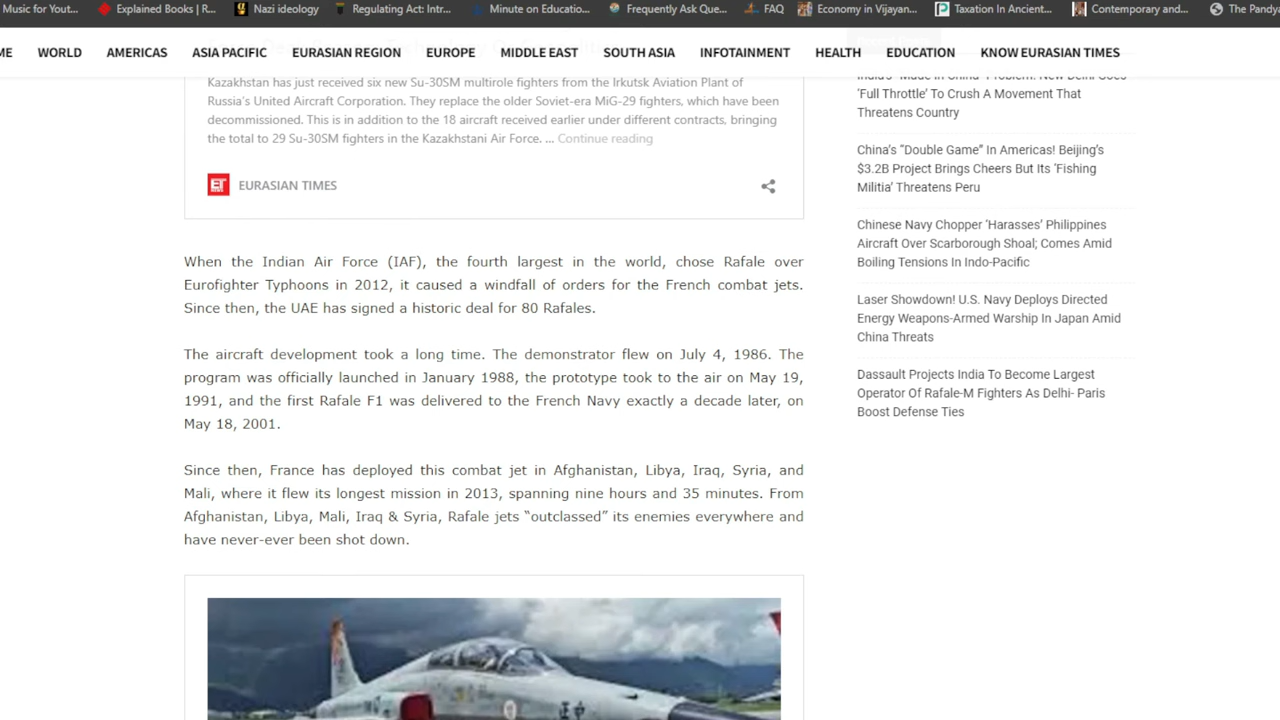 Music for Yout...
Explained Books | R...
Nazi ideology
Regulating Act: Intr...
Minute on Educatio...
Frequently Ask Que...
FAQ
Economy in Vijayan...
Taxation In Ancient...
Contemporary and...
The Pandya
ME
WORLD
AMERICAS
ASIA PACIFIC
EURASIAN REGION
EUROPE
MIDDLE EAST
SOUTH ASIA
INFOTAINMENT
HEALTH
EDUCATION
KNOW EURASIAN TIMES
Kazakhstan has just received six new Su-30SM multirole fighters from the Irkutsk Aviation Plant of
Russia's United Aircraft Corporation. They replace the older Soviet-era MiG-29 fighters, which have been
decommissioned. This is in addition to the 18 aircraft received earlier under different contracts, bringing
the total to 29 Su-30SM fighters in the Kazakhstani Air Force. ... Continue reading
ET
EURASIAN TIMES
When the Indian Air Force (IAF), the fourth largest in the world, chose Rafale over
Eurofighter Typhoons in 2012, it caused a windfall of orders for the French combat jets.
Since then, the UAE has signed a historic deal for 80 Rafales.
The aircraft development took a long time. The demonstrator flew on July 4, 1986. The
program was officially launched in January 1988, the prototype took to the air on May 19,
1991, and the first Rafale F1 was delivered to the French Navy exactly a decade later, on
May 18, 2001.
Since then, France has deployed this combat jet in Afghanistan, Libya, Iraq, Syria, and
Mali, where it flew its longest mission in 2013, spanning nine hours and 35 minutes. From
Afghanistan, Libya, Mali, Iraq & Syria, Rafale jets “outclassed” its enemies everywhere and
have never-ever been shot down.
India's “Made In China” Problem! New Delhi Goes
‘Full Throttle’ To Crush A Movement That
Threatens Country
China's “Double Game” In Americas! Beijing's
$3.2B Project Brings Cheers But Its ‘Fishing
Militia’ Threatens Peru
Chinese Navy Chopper ‘Harasses’ Philippines
Aircraft Over Scarborough Shoal; Comes Amid
Boiling Tensions In Indo-Pacific
Laser Showdown! U.S. Navy Deploys Directed
Energy Weapons-Armed Warship In Japan Amid
China Threats
Dassault Projects India To Become Largest
Operator Of Rafale-M Fighters As Delhi- Paris
Boost Defense Ties